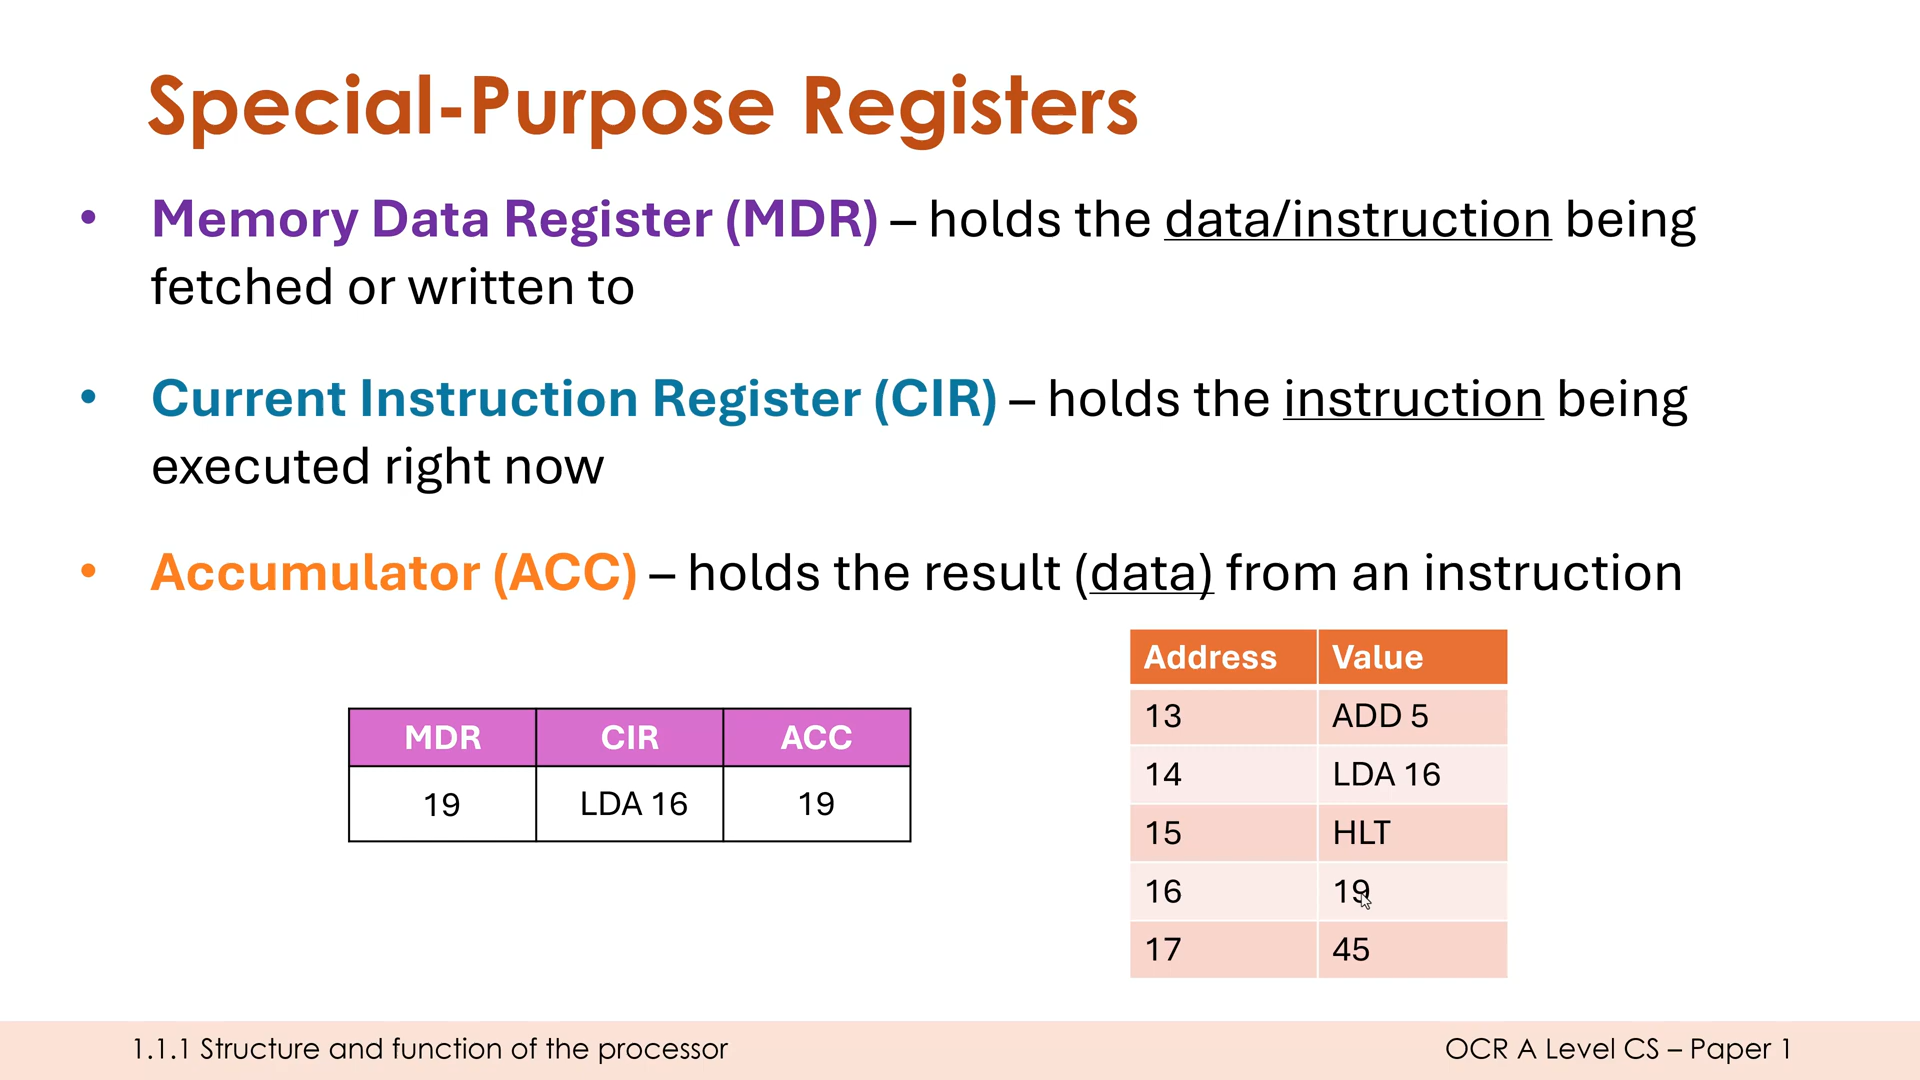 Special-Purpose Registers
• Memory Data Register (MDR) – holds the data/instruction being
fetched or written to
• Current Instruction Register (CIR) – holds the instruction being
executed right now
• Accumulator (ACC) – holds the result (data) from an instruction
MDR CIR ACC
19 LDA 16 19
Address Value
13 ADD 5
14 LDA 16
15 HLT
16 19
17 45
1.1.1 Structure and function of the processor
OCR A Level CS – Paper 1